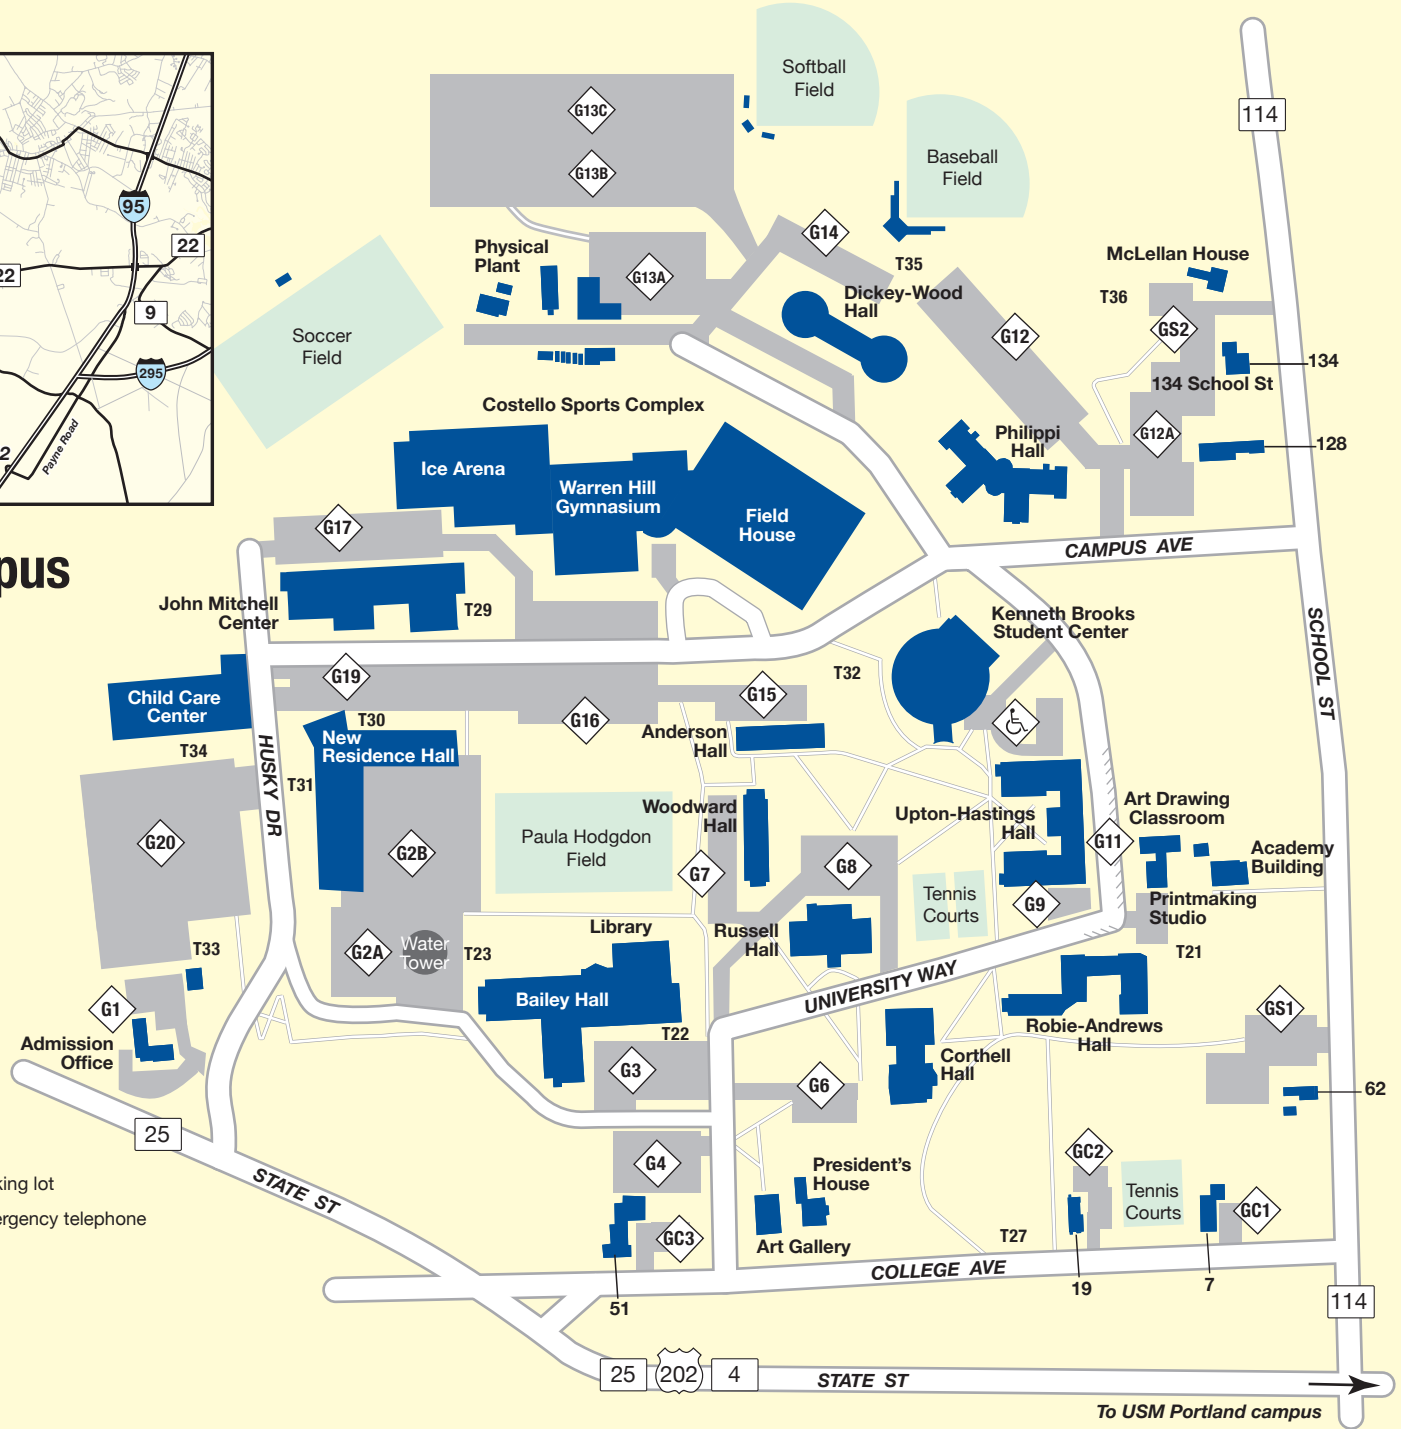 95
22
22
9
295
Payne Road
2
pus
king lot
ergency telephone
Softball
Field
Baseball
Field
Soccer
Field
G13C
G13B
G13A
G14
Physical
Plant
T35
Dickey-Wood
Hall
G12
McLellan House
T36
GS2
114
134
134 School St
G12A
128
Philippi
Hall
Costello Sports Complex
Ice Arena
Warren Hill
Gymnasium
Field
House
G17
CAMPUS AVE
SCHOOL ST
John Mitchell
Center
T29
Kenneth Brooks
Student Center
Child Care
Center
T34
HUSKY DR
G19
T30
New
Residence Hall
T31
G16
G15
T32
Anderson
Hall
Woodward
Hall
Upton-Hastings
Hall
Art Drawing
Classroom
G11
Academy
Building
Printmaking
Studio
T21
G20
G2B
Paula Hodgdon
Field
G7
G8
Tennis
Courts
G9
T33
G2A
Water
Tower
T23
Library
Bailey Hall
T22
Russell
Hall
UNIVERSITY WAY
Robie-Andrews
Hall
GS1
G1
Admission
Office
G3
G6
Corthell
Hall
62
25
STATE ST
G4
GC3
51
President's
House
Art Gallery
GC2
Tennis
Courts
GC1
T27
19
7
COLLEGE AVE
114
25
202
4
STATE ST
To USM Portland campus